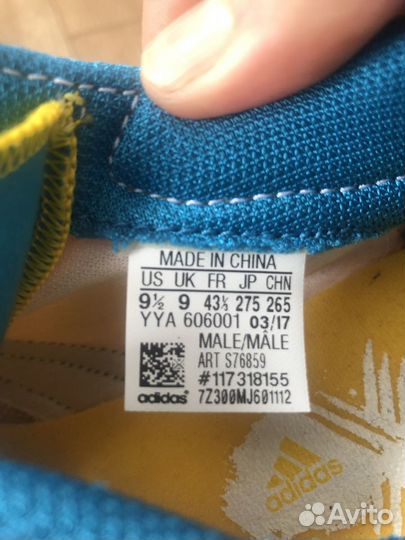 MADE IN CHINA
US UK FR JP CHN
9½ 9 43⅓ 275 265
YYA 606001 03/17
MALE/MÂLE
ART S76859
#117318155
adidas® 7Z300MJ601112
adidas
Avito